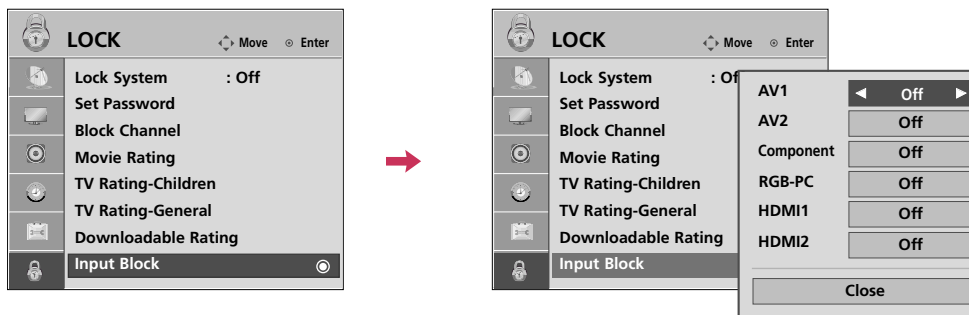 LOCK Move Enter
Lock System : Off
Set Password
Block Channel
Movie Rating
TV Rating-Children
TV Rating-General
Downloadable Rating
Input Block
LOCK Move Enter
Lock System : Of
Set Password
Block Channel
Movie Rating
TV Rating-Children
TV Rating-General
Downloadable Rating
Input Block
AV1 Off
AV2 Off
Component Off
RGB-PC Off
HDMI1 Off
HDMI2 Off
Close